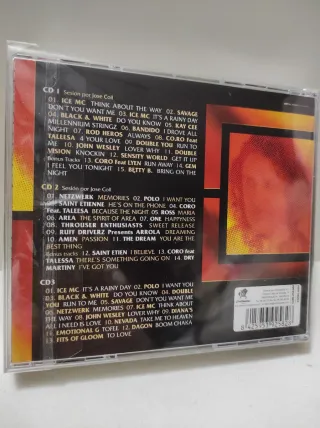 CD 1 Sesión por Jose Coll
01. ICE MC THINK ABOUT THE WAY 02. SAVAGE
DON'T YOU WANT ME 03. ICE MC IT'S A RAINY DAY
04. BLACK & WHITE DO YOU KNOW 05. KAY CEE
MILLENNIUM STRINGZ 06. BANDIDO I DROVE ALL
NIGHT 07. ROD HEROS ALWAYS 08. CO.RO FEAT
TALEESA 4 YOUR LOVE 09. DOUBLE YOU RUN TO
ME 10. JOHN WESLEY LOVER WHY 11. DOUBLE
VISION KNOCKIN 12. SENSITY WORLD GET IT UP
Bonus Tracks 13. CORO feat LYEN RUN AWAY 14. GEM
I FEEL YOU TONIGHT 15. BETTY B. BRING ON THE
NIGHT
CD 2 Sesión por Jose Coll
01. NETZWERK MEMORIES 02. POLO I WANT YOU
03. SAINT ETIENNE HE'S ON THE PHONE 04. CORO
Feat. TALEESA BECAUSE THE NIGHT 05. ROSS MARIA
06. AREA THE SPIRIT OF AREA 07. ONE HAPPINESS
08. THROUSER ENTHUSIASTS SWEET RELEASE
09. RUFF DRIVERZ Presents ARROLA DREAMING
10. AMEN PASSION 11. THE DREAM YOU ARE THE
BEST THING
Bonus tracks 12. SAINT ETIEN I BELIEVE 13. CORO feat
TALESSA THERE'S SOMETHING GOING ON 14. DRY
MARTINY I'VE GOT YOU
CD3
01. ICE MC IT'S A RAINY DAY 02. POLO I WANT YOU
03. BLACK & WHITE DO YOU KNOW 04. DOUBLE
YOU RUN TO ME 05. SAVAGE DON'T YOU WANT ME
06. NETZWERK MEMORIES 07. ICE MC THINK ABOUT
THE WAY 08. JOHN WESLEY LOVER WHY 09. DIANA'S
ALL I NEED IS LOVE 10. NEVADA TAKE ME TO HEAVEN
11. EMOTIONAL G TOFEE 12. DAGON BOOM CHAKA
13. FITS OF GLOOM TO LOVE